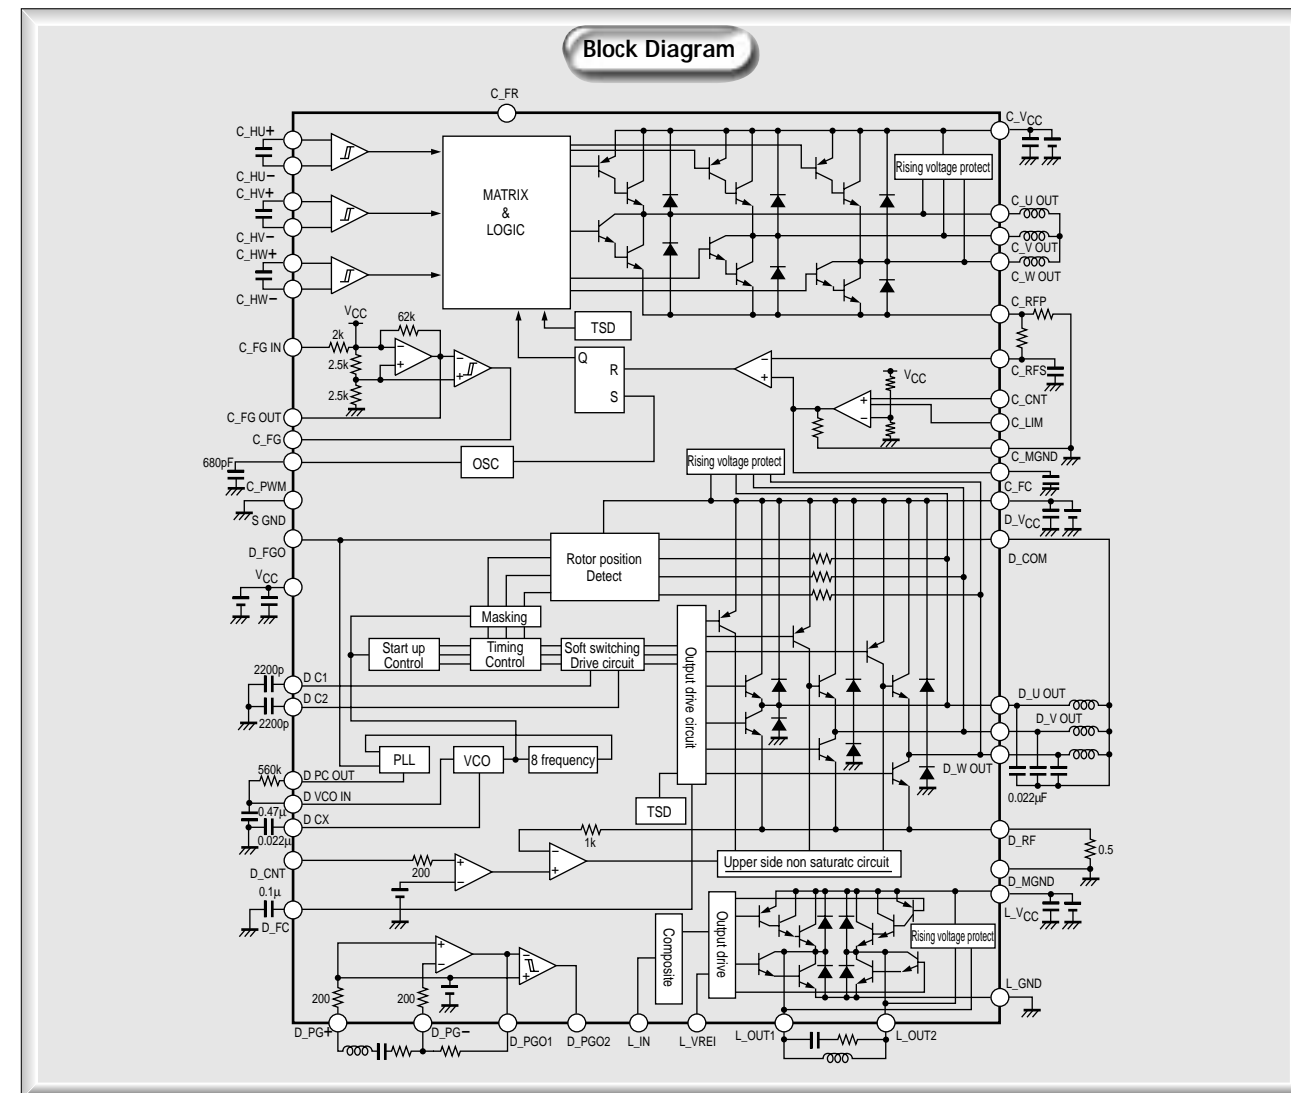 Block Diagram
C_FR
C_HU+
C_HU−
C_HV+
C_HV−
C_HW+
C_HW−
MATRIX
&
LOGIC
C_VCC
Rising voltage protect
C_U OUT
C_V OUT
C_W OUT
C_RFP
C_RFS
VCC
62k
2k
2.5k
2.5k
−
+
−
+
C_FG IN
C_FG OUT
C_FG
TSD
Q
R
S
−
+
VCC
+
−
C_CNT
C_LIM
C_MGND
C_FC
680pF
C_PWM
OSC
S GND
Rising voltage protect
D_VCC
D_FGO
D_COM
Rotor position
Detect
VCC
Masking
Start up
Control
Timing
Control
Soft switching
Drive circuit
Output drive circuit
2200p
D C1
D C2
2200p
D_U OUT
D_V OUT
D_W OUT
0.022µF
PLL
VCO
8 frequency
560k
D PC OUT
D VCO IN
0.47µ
D CX
0.022µ
TSD
1k
D_RF
0.5
D_CNT
200
+
−
−
+
Upper side non saturatc circuit
D_MGND
0.1µ
D_FC
L_VCC
Composite
Output drive
Rising voltage protect
+
−
−
+
200
200
L_GND
D_PG+
D_PG−
D_PGO1
D_PGO2
L_IN
L_VREI
L_OUT1
L_OUT2